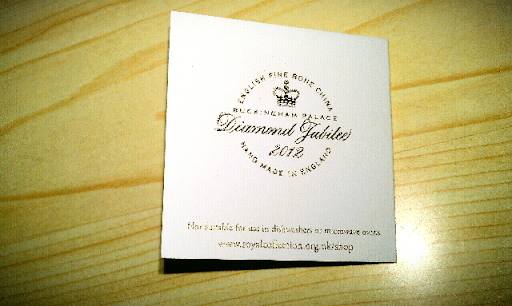 ENGLISH FINE BONE CHINA
BUCKINGHAM PALACE
Diamond Jubilee
2012
HAND MADE IN ENGLAND
Not suitable for use in dishwashers or microwave ovens
www.royalcollection.org.uk/shop